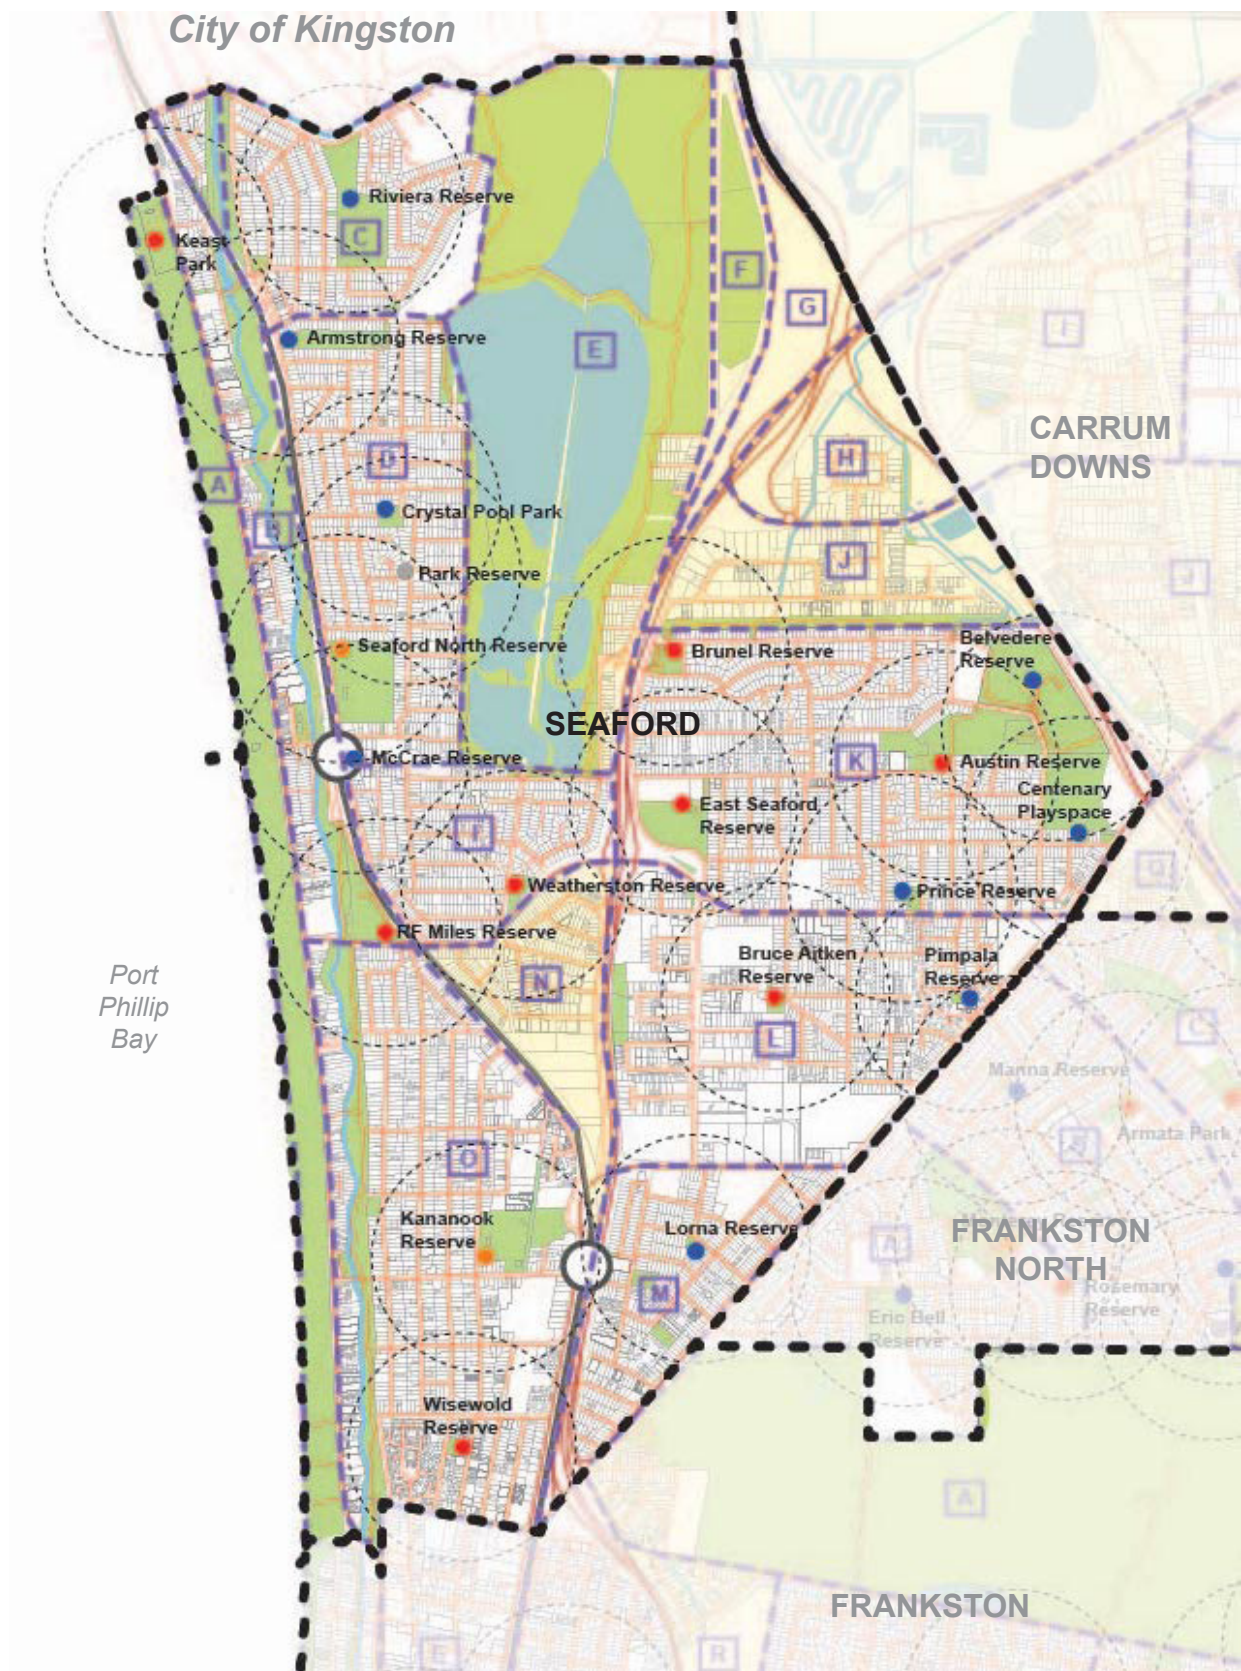 City of Kingston
Riviera Reserve
C
Keast
Park
F
G
I
Armstrong Reserve
E
CARRUM
DOWNS
D
H
A
Crystal Pool Park
B
J
Park Reserve
J
Seaford North Reserve
Brunel Reserve
Belvedere
Reserve
SEAFORD
McCrae Reserve
K
Austin Reserve
Centenary
Playspace
East Seaford
Reserve
I
Weatherston Reserve
Prince Reserve
RF Miles Reserve
Bruce Aitken
Reserve
Pimpala
Reserve
Port
Phillip
Bay
N
L
C
Manna Reserve
Armata Park
O
Kananook
Reserve
Lorna Reserve
A
FRANKSTON
NORTH
M
Rosemary
Reserve
Eric Bell
Reserve
Wisewold
Reserve
A
FRANKSTON
E
R